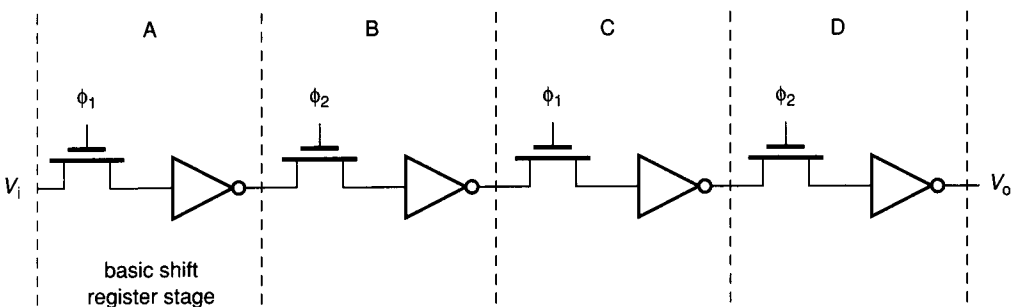 A B C D
ϕ1 ϕ2 ϕ1 ϕ2
Vi Vo
basic shift
register stage